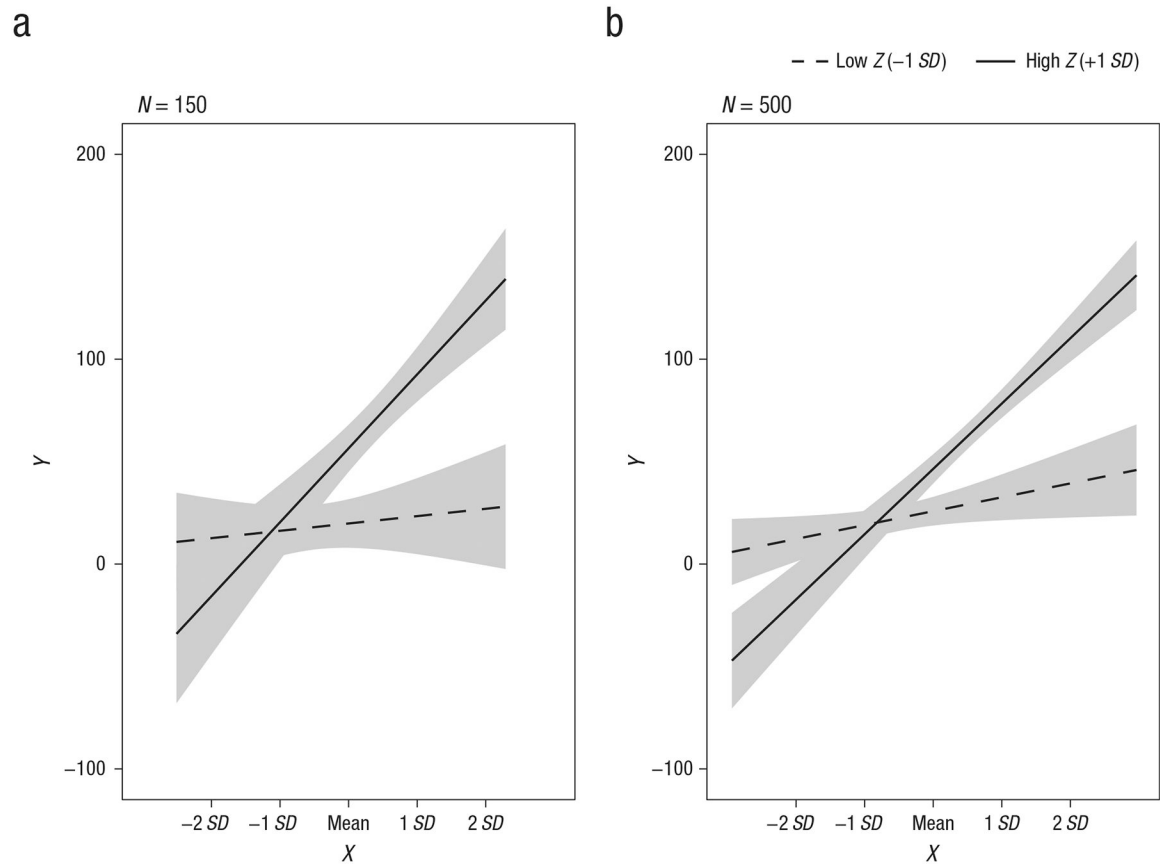 a
b
Low Z (−1 SD) High Z (+1 SD)
N = 150
N = 500
200
100
0
−100
Y
−2 SD −1 SD Mean 1 SD 2 SD
X
200
100
0
−100
Y
−2 SD −1 SD Mean 1 SD 2 SD
X